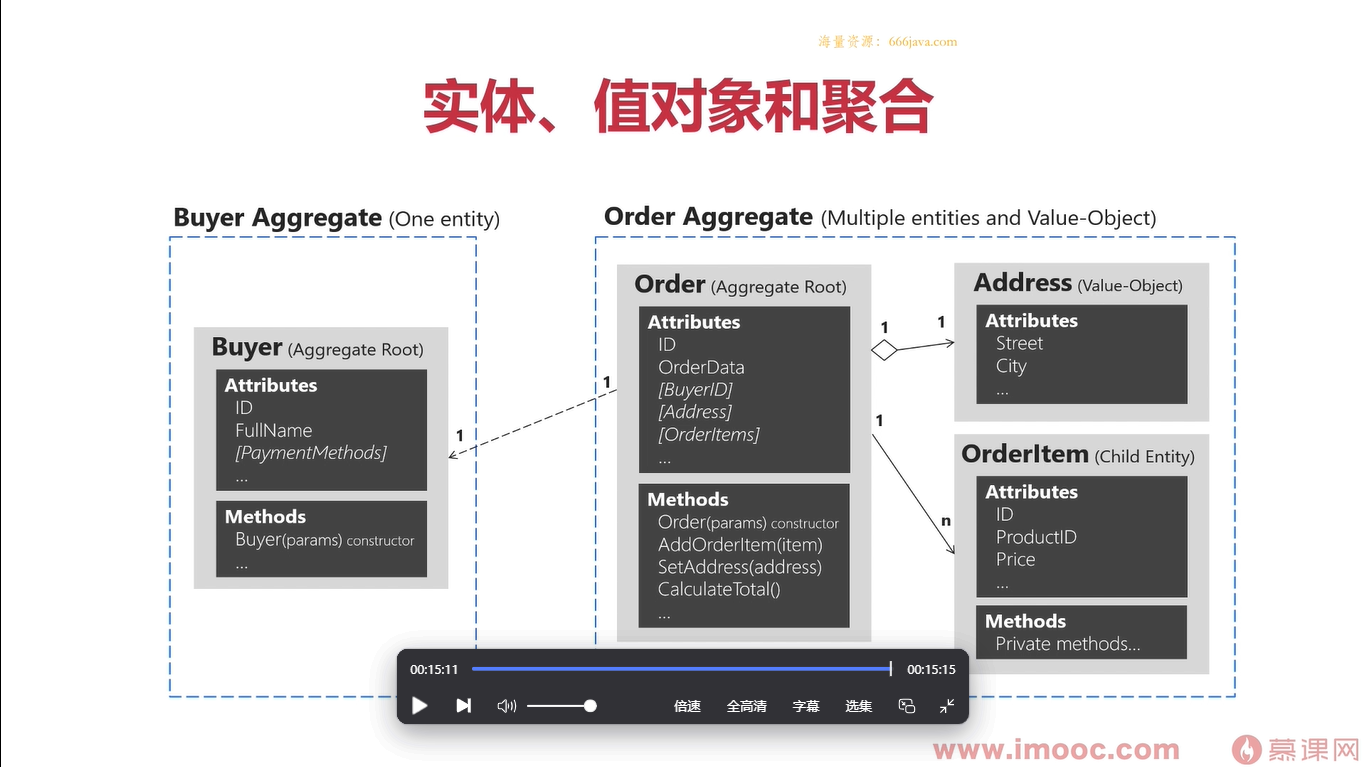 海量资源：666java.com
实体、值对象和聚合
Buyer Aggregate (One entity)
Buyer (Aggregate Root)
Attributes
ID
FullName
[PaymentMethods]
...
Methods
Buyer(params) constructor
...
1
1
Order Aggregate (Multiple entities and Value-Object)
Order (Aggregate Root)
Attributes
ID
OrderData
[BuyerID]
[Address]
[OrderItems]
...
Methods
Order(params) constructor
AddOrderItem(item)
SetAddress(address)
CalculateTotal()
...
1
1
Address (Value-Object)
Attributes
Street
City
...
1
n
OrderItem (Child Entity)
Attributes
ID
ProductID
Price
...
Methods
Private methods...
00:15:11
00:15:15
倍速 全高清 字幕 选集
www.imooc.com 慕课网